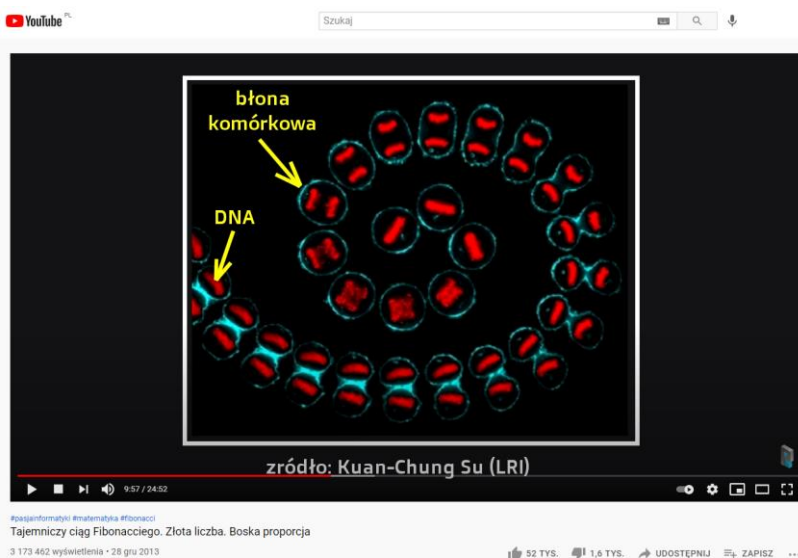 YouTube PL
Szukaj
błona
komórkowa
DNA
zródło: Kuan-Chung Su (LRI)
9:57 / 24:52
#pasjainformatyki #matematyka #fibonacci
Tajemniczy ciąg Fibonacciego. Złota liczba. Boska proporcja
3 173 462 wyświetlenia • 28 gru 2013
52 TYS. 1,6 TYS. UDOSTĘPNIJ ZAPISZ ...